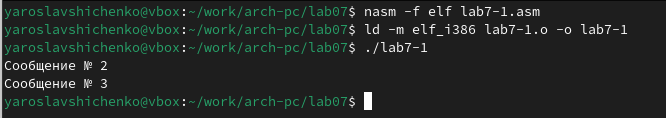 yaroslavshichenko@vbox:~/work/arch-pc/lab07$ nasm -f elf lab7-1.asm
yaroslavshichenko@vbox:~/work/arch-pc/lab07$ ld -m elf_i386 lab7-1.o -o lab7-1
yaroslavshichenko@vbox:~/work/arch-pc/lab07$ ./lab7-1
Сообщение № 2
Сообщение № 3
yaroslavshichenko@vbox:~/work/arch-pc/lab07$